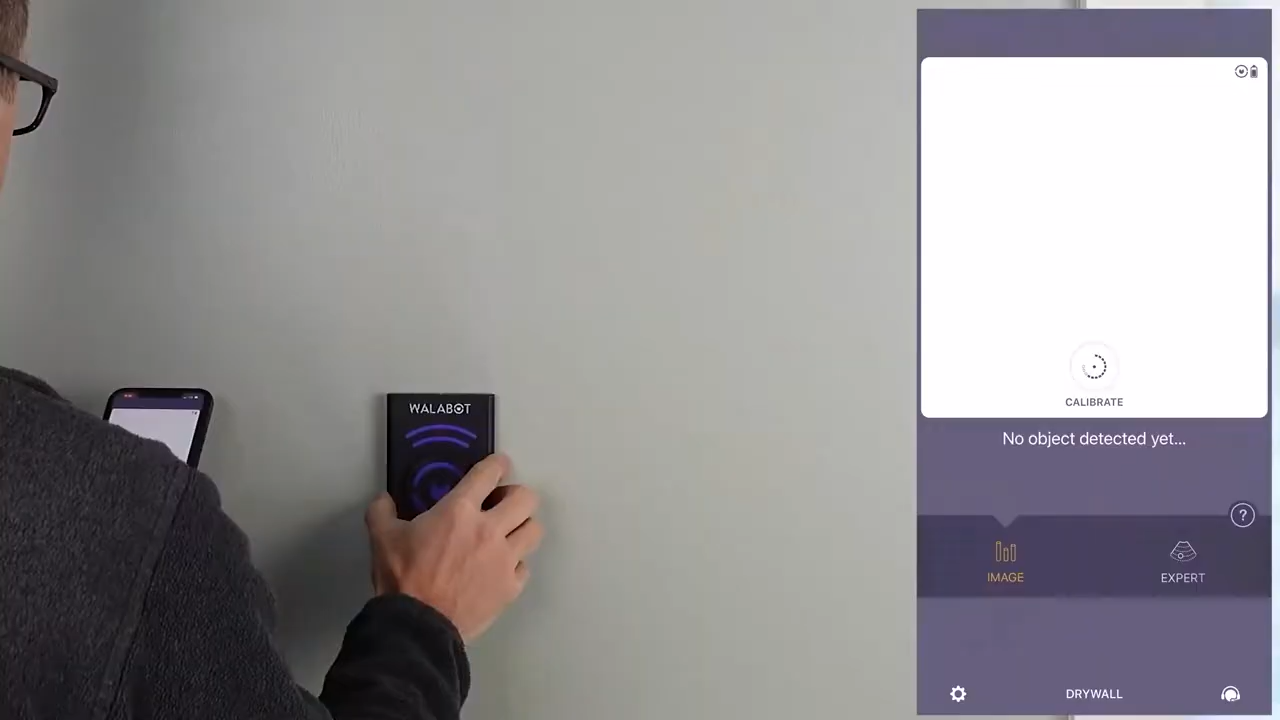 WALABOT
CALIBRATE
No object detected yet...
?
IMAGE
EXPERT
DRYWALL